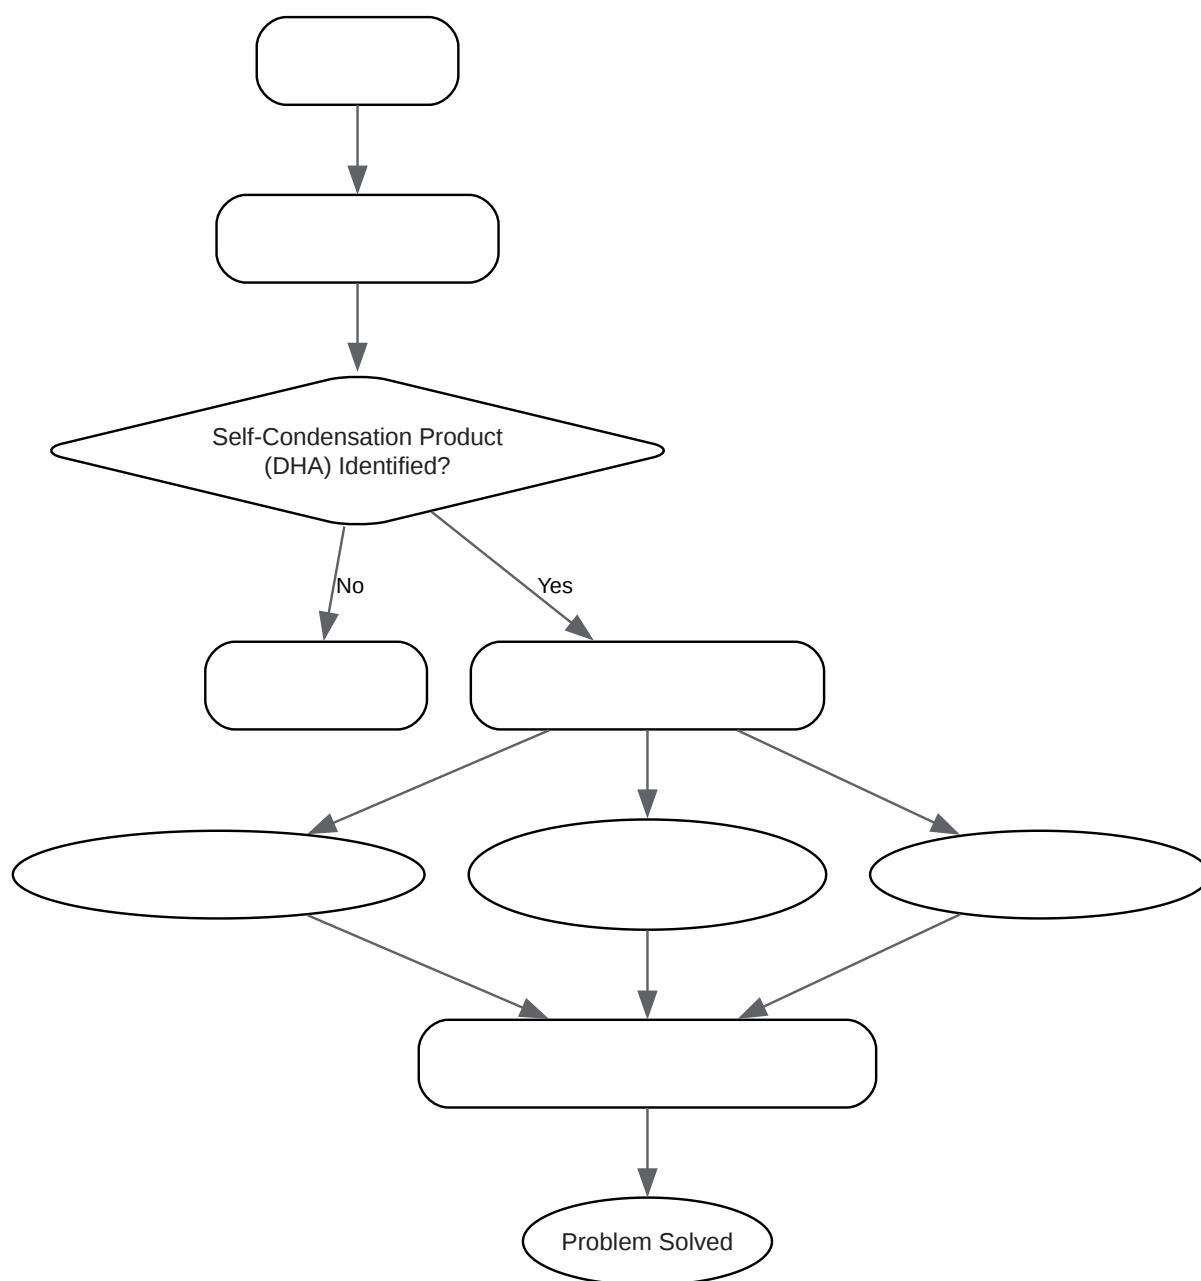 Self-Condensation Product
(DHA) Identified?
No
Yes
Problem Solved